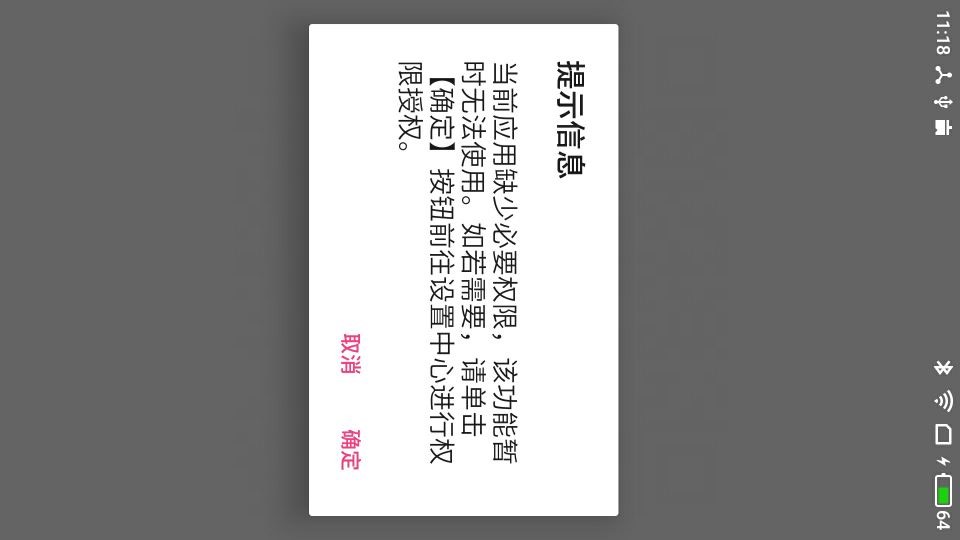 11:18
64
提示信息
当前应用缺少必要权限，该功能暂
时无法使用。如若需要，请单击
【确定】按钮前往设置中心进行权
限授权。
取消 确定